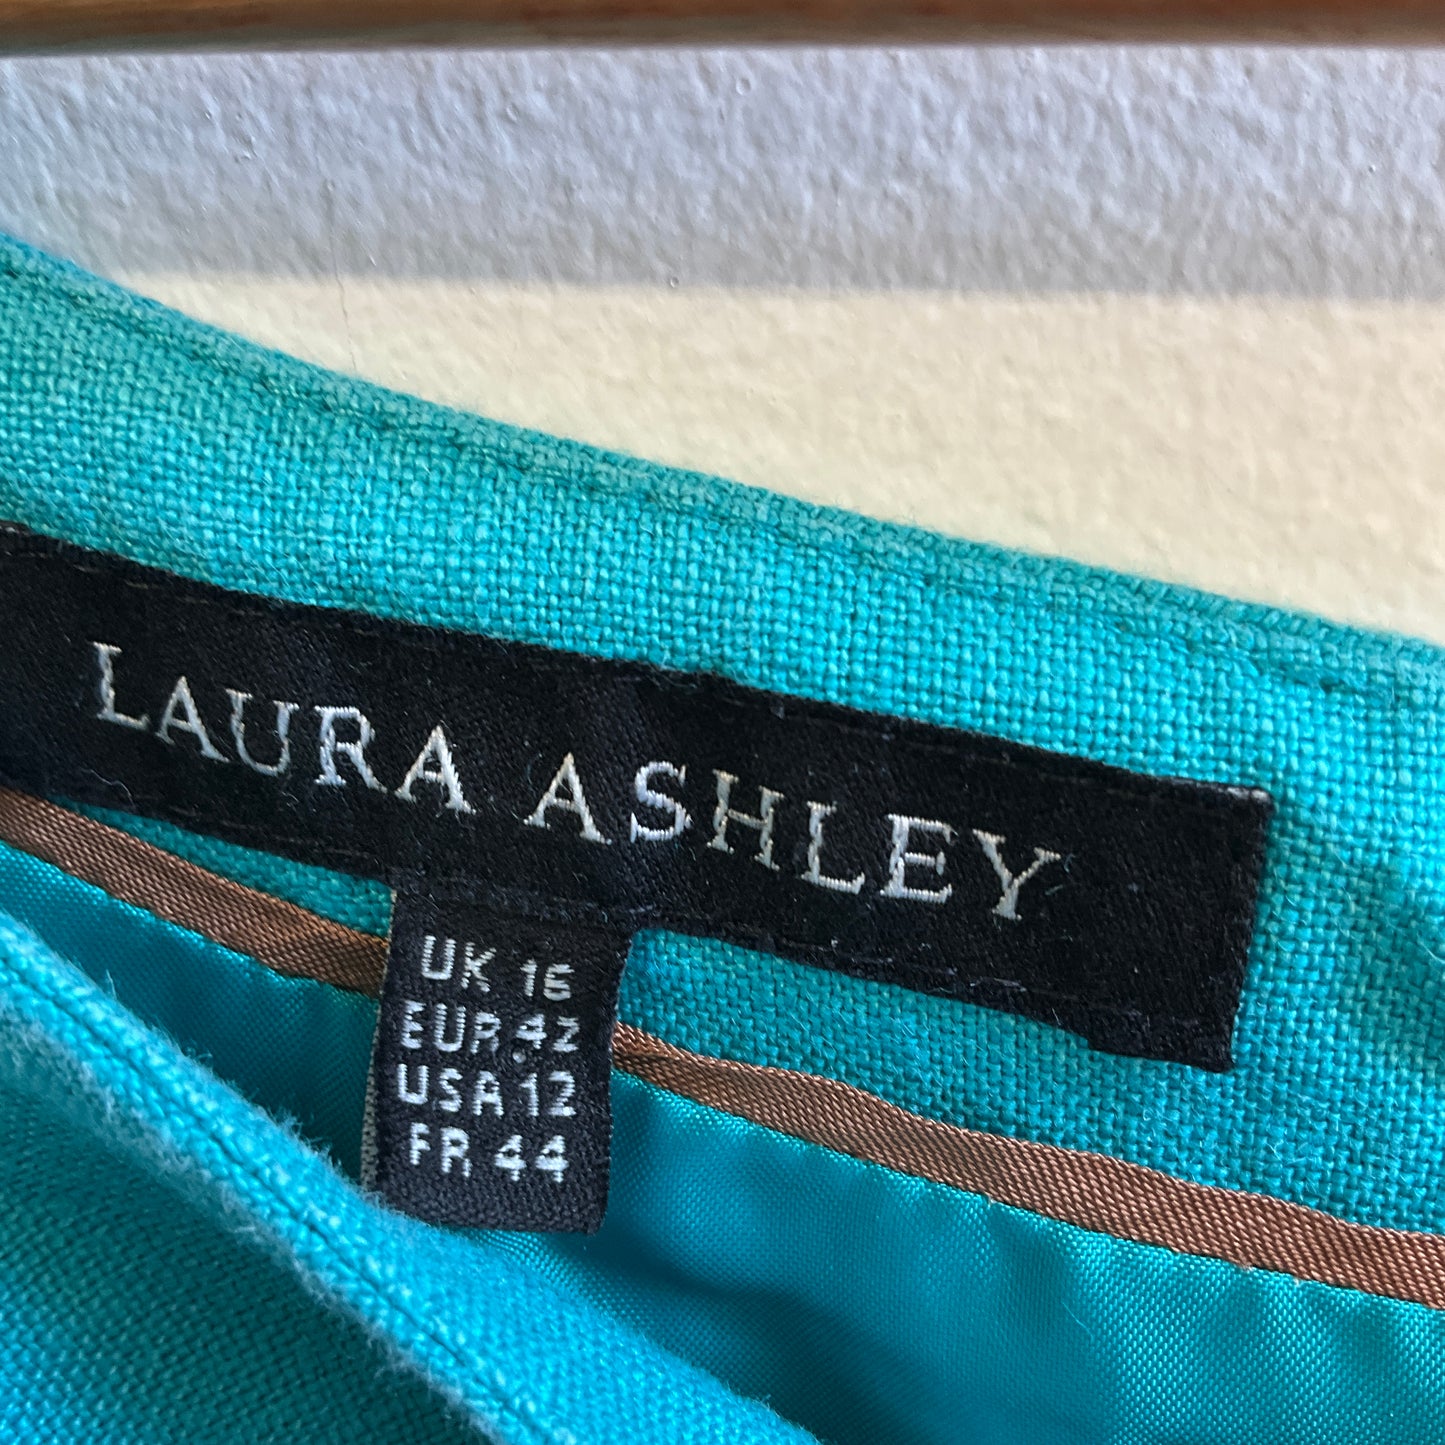 LAURA ASHLEY
UK 16
EUR 42
USA 12
FR 44